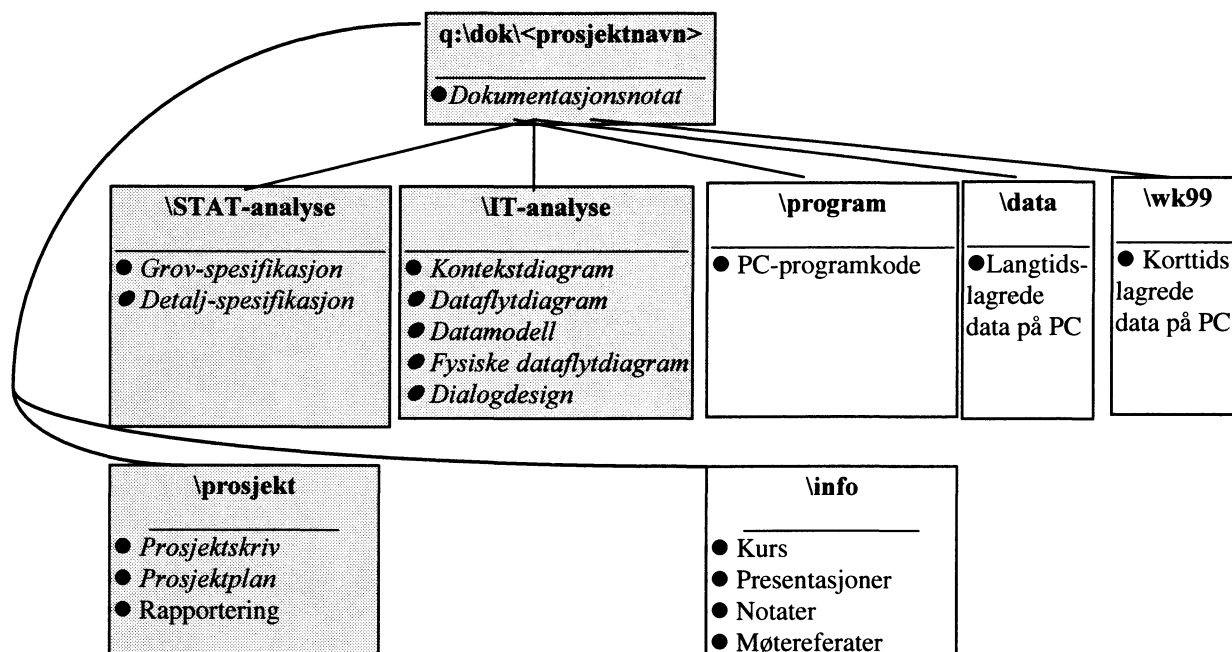 q:\dok\<prosjektnavn>
●Dokumentasjonsnotat
\STAT-analyse
● Grov-spesifikasjon
● Detalj-spesifikasjon
\IT-analyse
● Kontekstdiagram
● Dataflytdiagram
● Datamodell
● Fysiske dataflytdiagram
● Dialogdesign
\program
● PC-programkode
\data
●Langtids-
lagrede
data på PC
\wk99
● Korttids
lagrede
data på PC
\prosjekt
● Prosjektskriv
● Prosjektplan
● Rapportering
\info
● Kurs
● Presentasjoner
● Notater
● Møtereferater